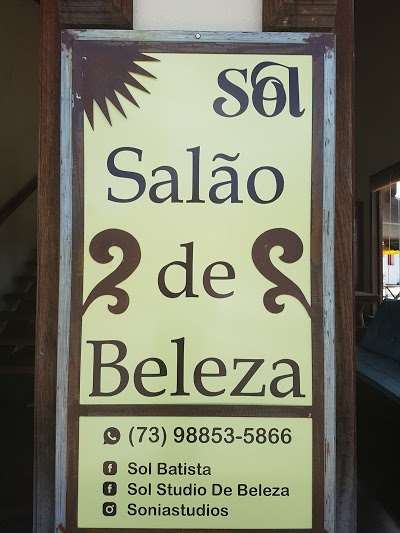 Sol
Salão
de
Beleza
(73) 98853-5866
Sol Batista
Sol Studio De Beleza
Soniastudios